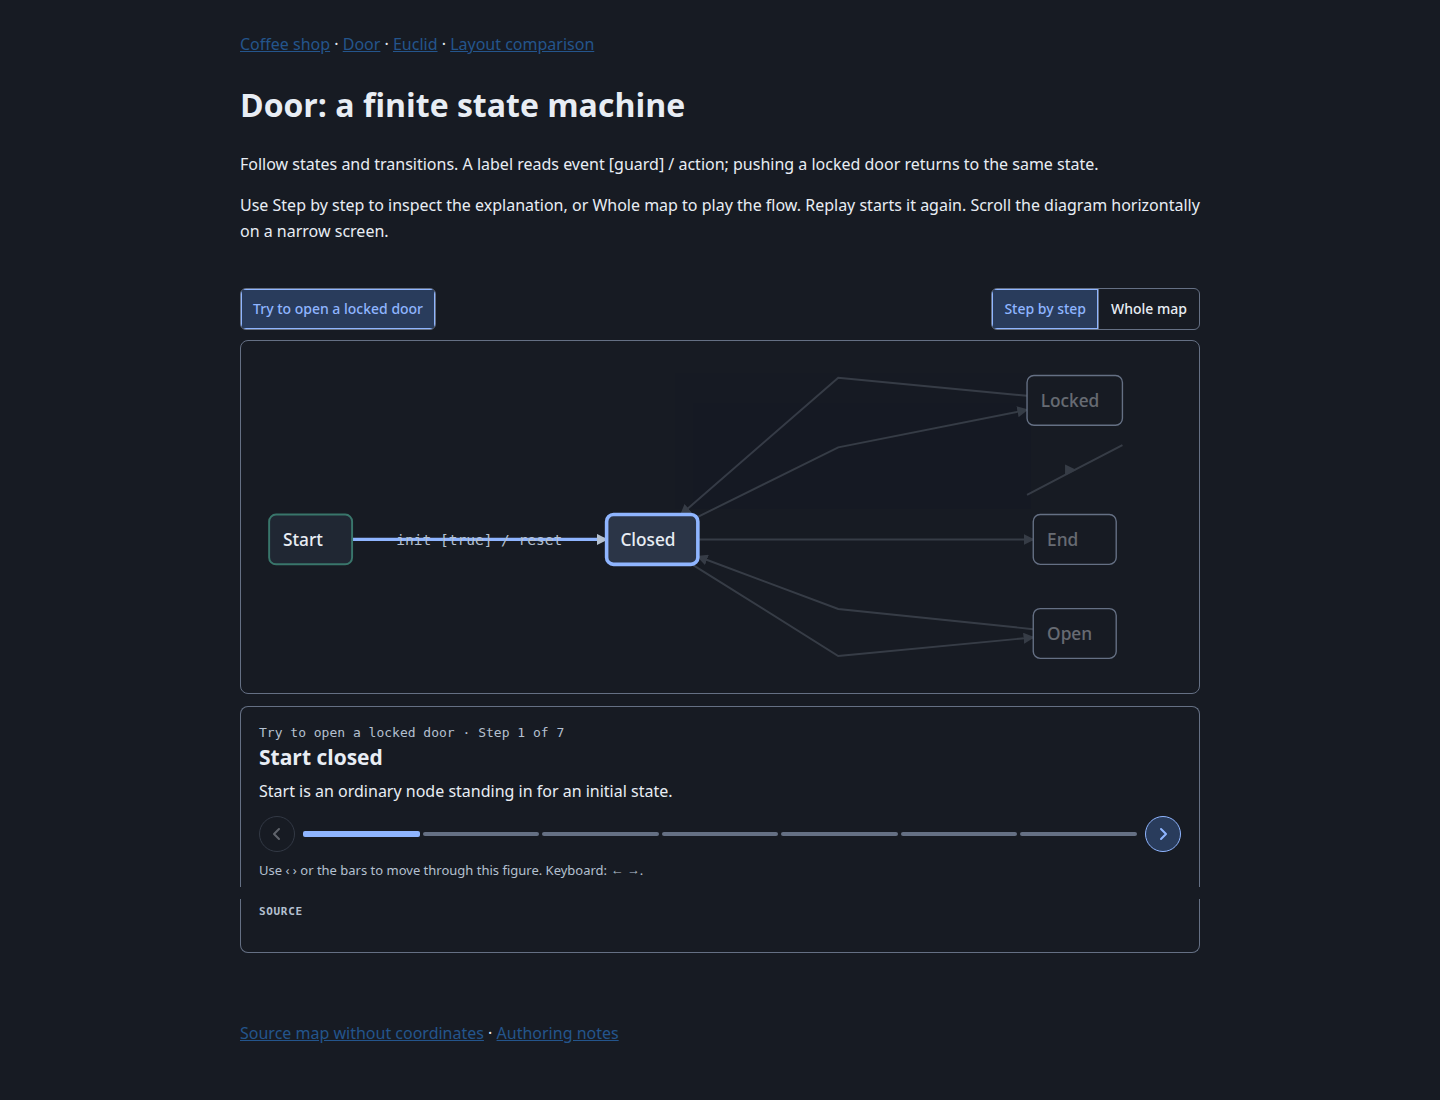 Coffee shop · Door · Euclid · Layout comparison
Door: a finite state machine
Follow states and transitions. A label reads event [guard] / action; pushing a locked door returns to the same state.
Use Step by step to inspect the explanation, or Whole map to play the flow. Replay starts it again. Scroll the diagram horizontally
on a narrow screen.
Try to open a locked door
Step by step
Whole map
Locked
Start
init [true] / reset
Closed
End
Open
Try to open a locked door · Step 1 of 7
Start closed
Start is an ordinary node standing in for an initial state.
Use ‹ › or the bars to move through this figure. Keyboard: ← →.
SOURCE
Source map without coordinates · Authoring notes